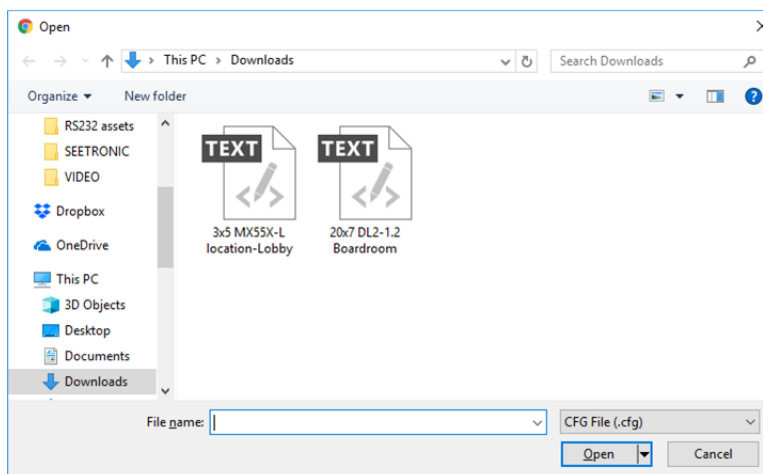 Open
This PC > Downloads
Search Downloads
Organize
New folder
RS232 assets
SEETRONIC
VIDEO
Dropbox
OneDrive
This PC
3D Objects
Desktop
Documents
Downloads
TEXT
3x5 MX55X-L
location-Lobby
TEXT
20x7 DL2-1.2
Boardroom
File name:
CFG File (.cfg)
Open
Cancel